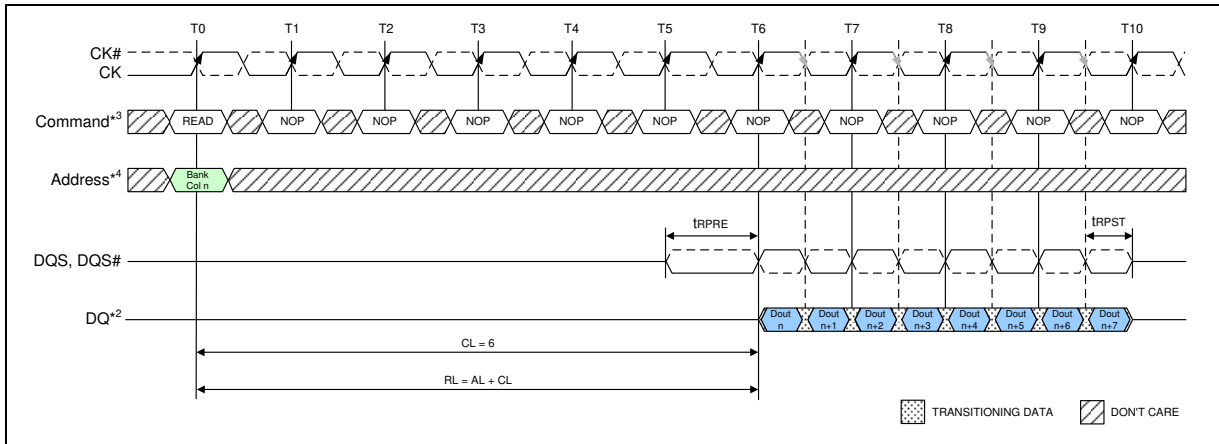 T0 T1 T2 T3 T4 T5 T6 T7 T8 T9 T10
CK#
CK
Command*3 READ NOP NOP NOP NOP NOP NOP NOP NOP NOP NOP
Address*4 Bank
Col n
tRPRE tRPST
DQS, DQS#
DQ*2 Dout Dout Dout Dout Dout Dout Dout Dout
n n+1 n+2 n+3 n+4 n+5 n+6 n+7
CL = 6
RL = AL + CL
TRANSITIONING DATA DON'T CARE